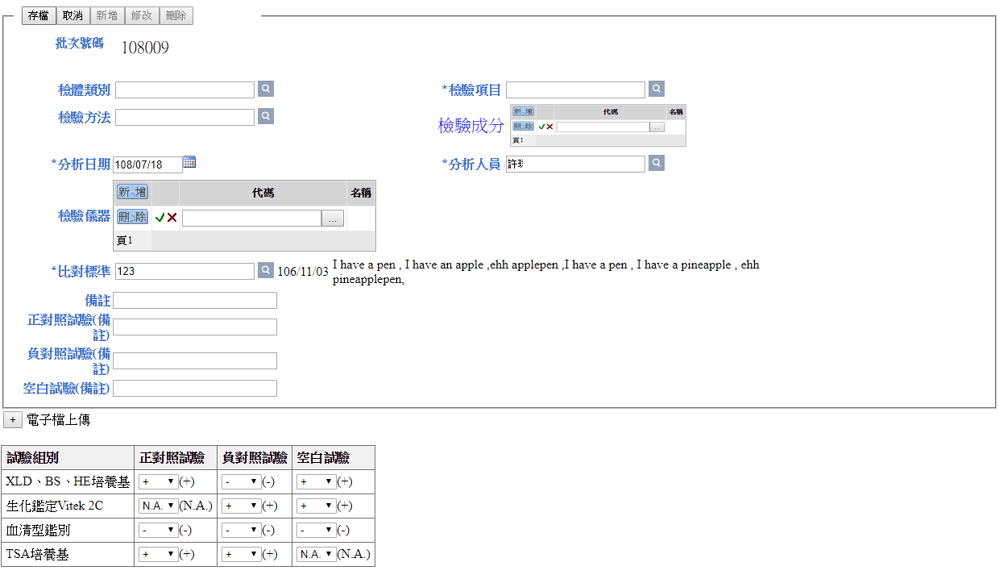 存檔 取消 新增 修改 刪除
批次號碼 108009
檢體類別 *檢驗項目
檢驗方法
檢驗成分 新增 代碼 名稱
刪除 ...
頁1
*分析日期 108/07/18 *分析人員
新增 代碼 名稱
檢驗儀器 刪除 ...
頁1
*比對標準 123 106/11/03 I have a pen , I have an apple ,ehh applepen ,I have a pen , I have a pineapple , ehh
pineapplepen,
備註
正對照試驗(備
註)
負對照試驗(備
註)
空白試驗(備註)
+ 電子檔上傳
試驗組別 正對照試驗 負對照試驗 空白試驗
XLD、BS、HE培養基 + (+) - (-) + (+)
生化鑑定Vitek 2C N.A. (N.A.) + (+) + (+)
血清型鑑別 - (-) - (-) - (-)
TSA培養基 + (+) + (+) N.A. (N.A.)